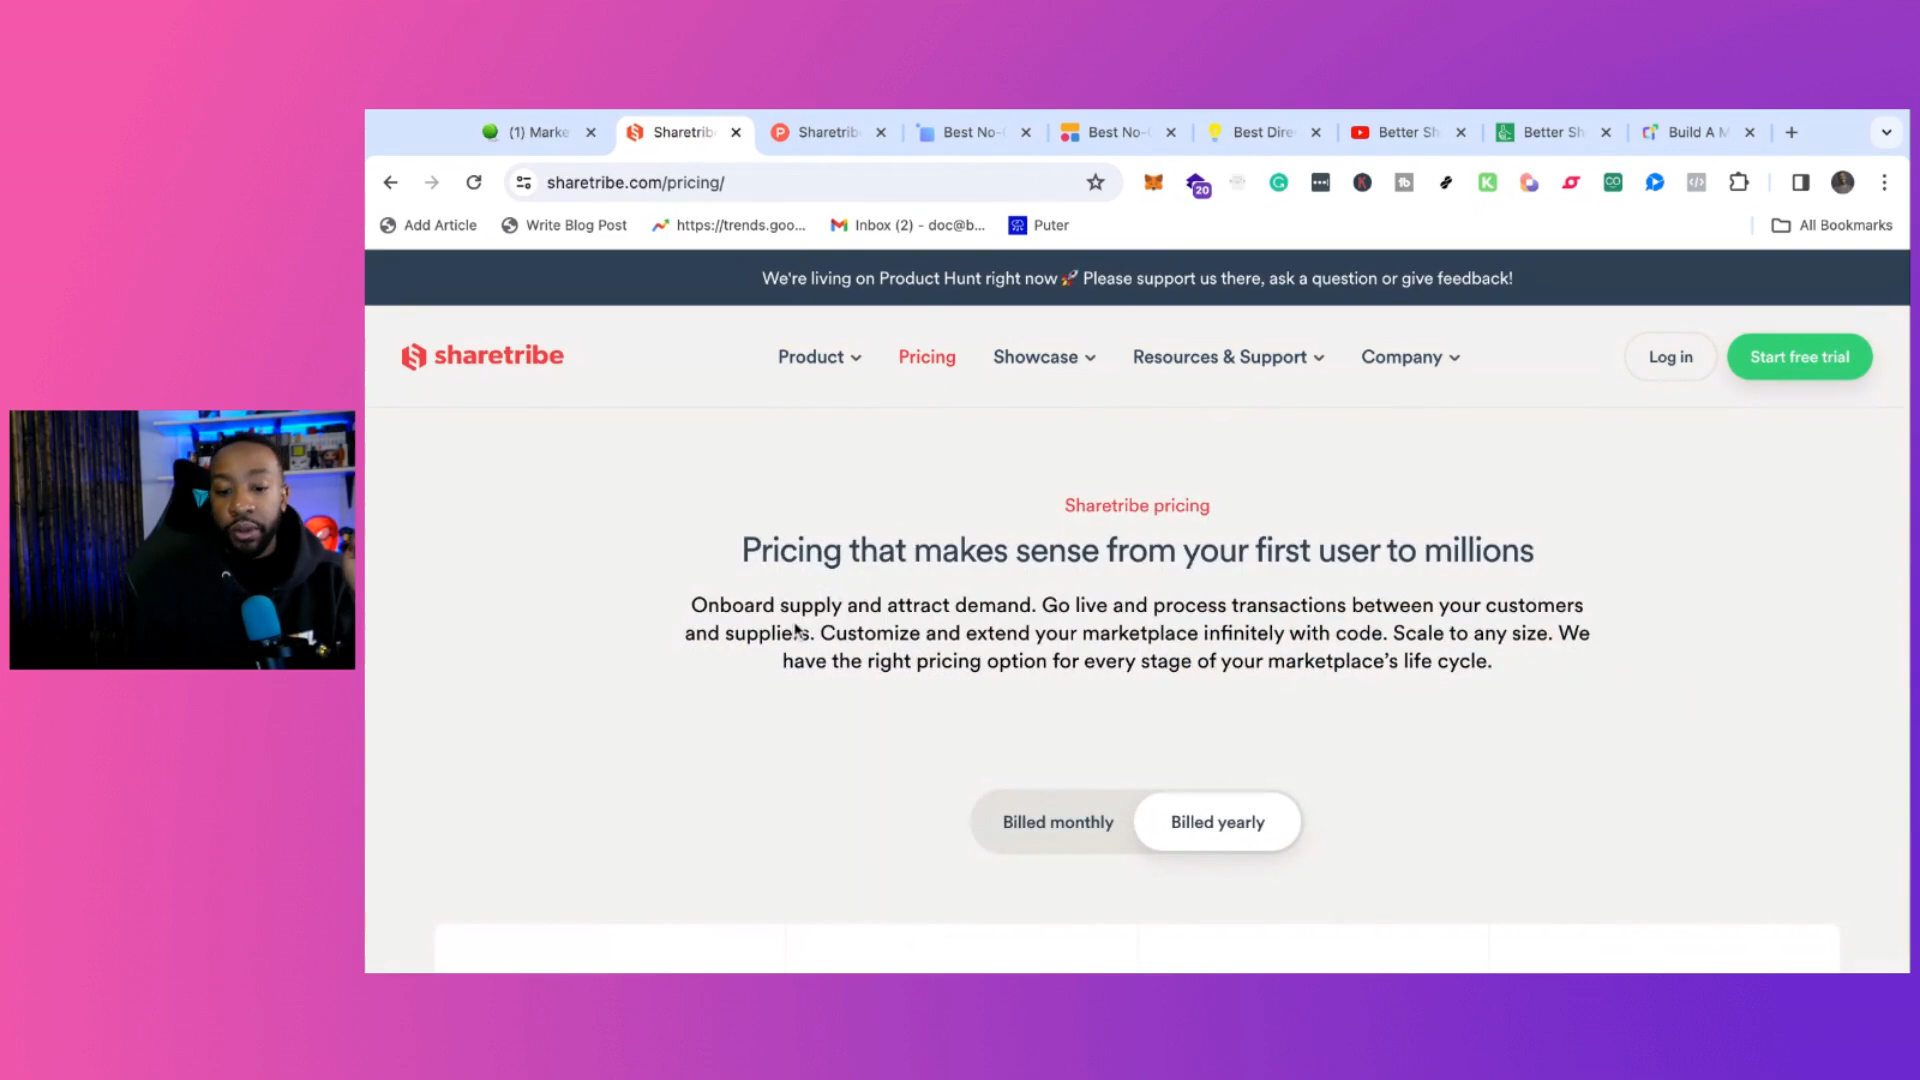 (1) Marke
Sharetrib
Sharetrib
Best No-
Best No-
Best Dire
Better Sh
Better Sh
Build A M
sharetribe.com/pricing/
20
Add Article
Write Blog Post
https://trends.goo...
Inbox (2) - doc@b...
Puter
All Bookmarks
We're living on Product Hunt right now 🚀 Please support us there, ask a question or give feedback!
sharetribe
Product
Pricing
Showcase
Resources & Support
Company
Log in
Start free trial
Sharetribe pricing
Pricing that makes sense from your first user to millions
Onboard supply and attract demand. Go live and process transactions between your customers
and suppliers. Customize and extend your marketplace infinitely with code. Scale to any size. We
have the right pricing option for every stage of your marketplace’s life cycle.
Billed monthly
Billed yearly